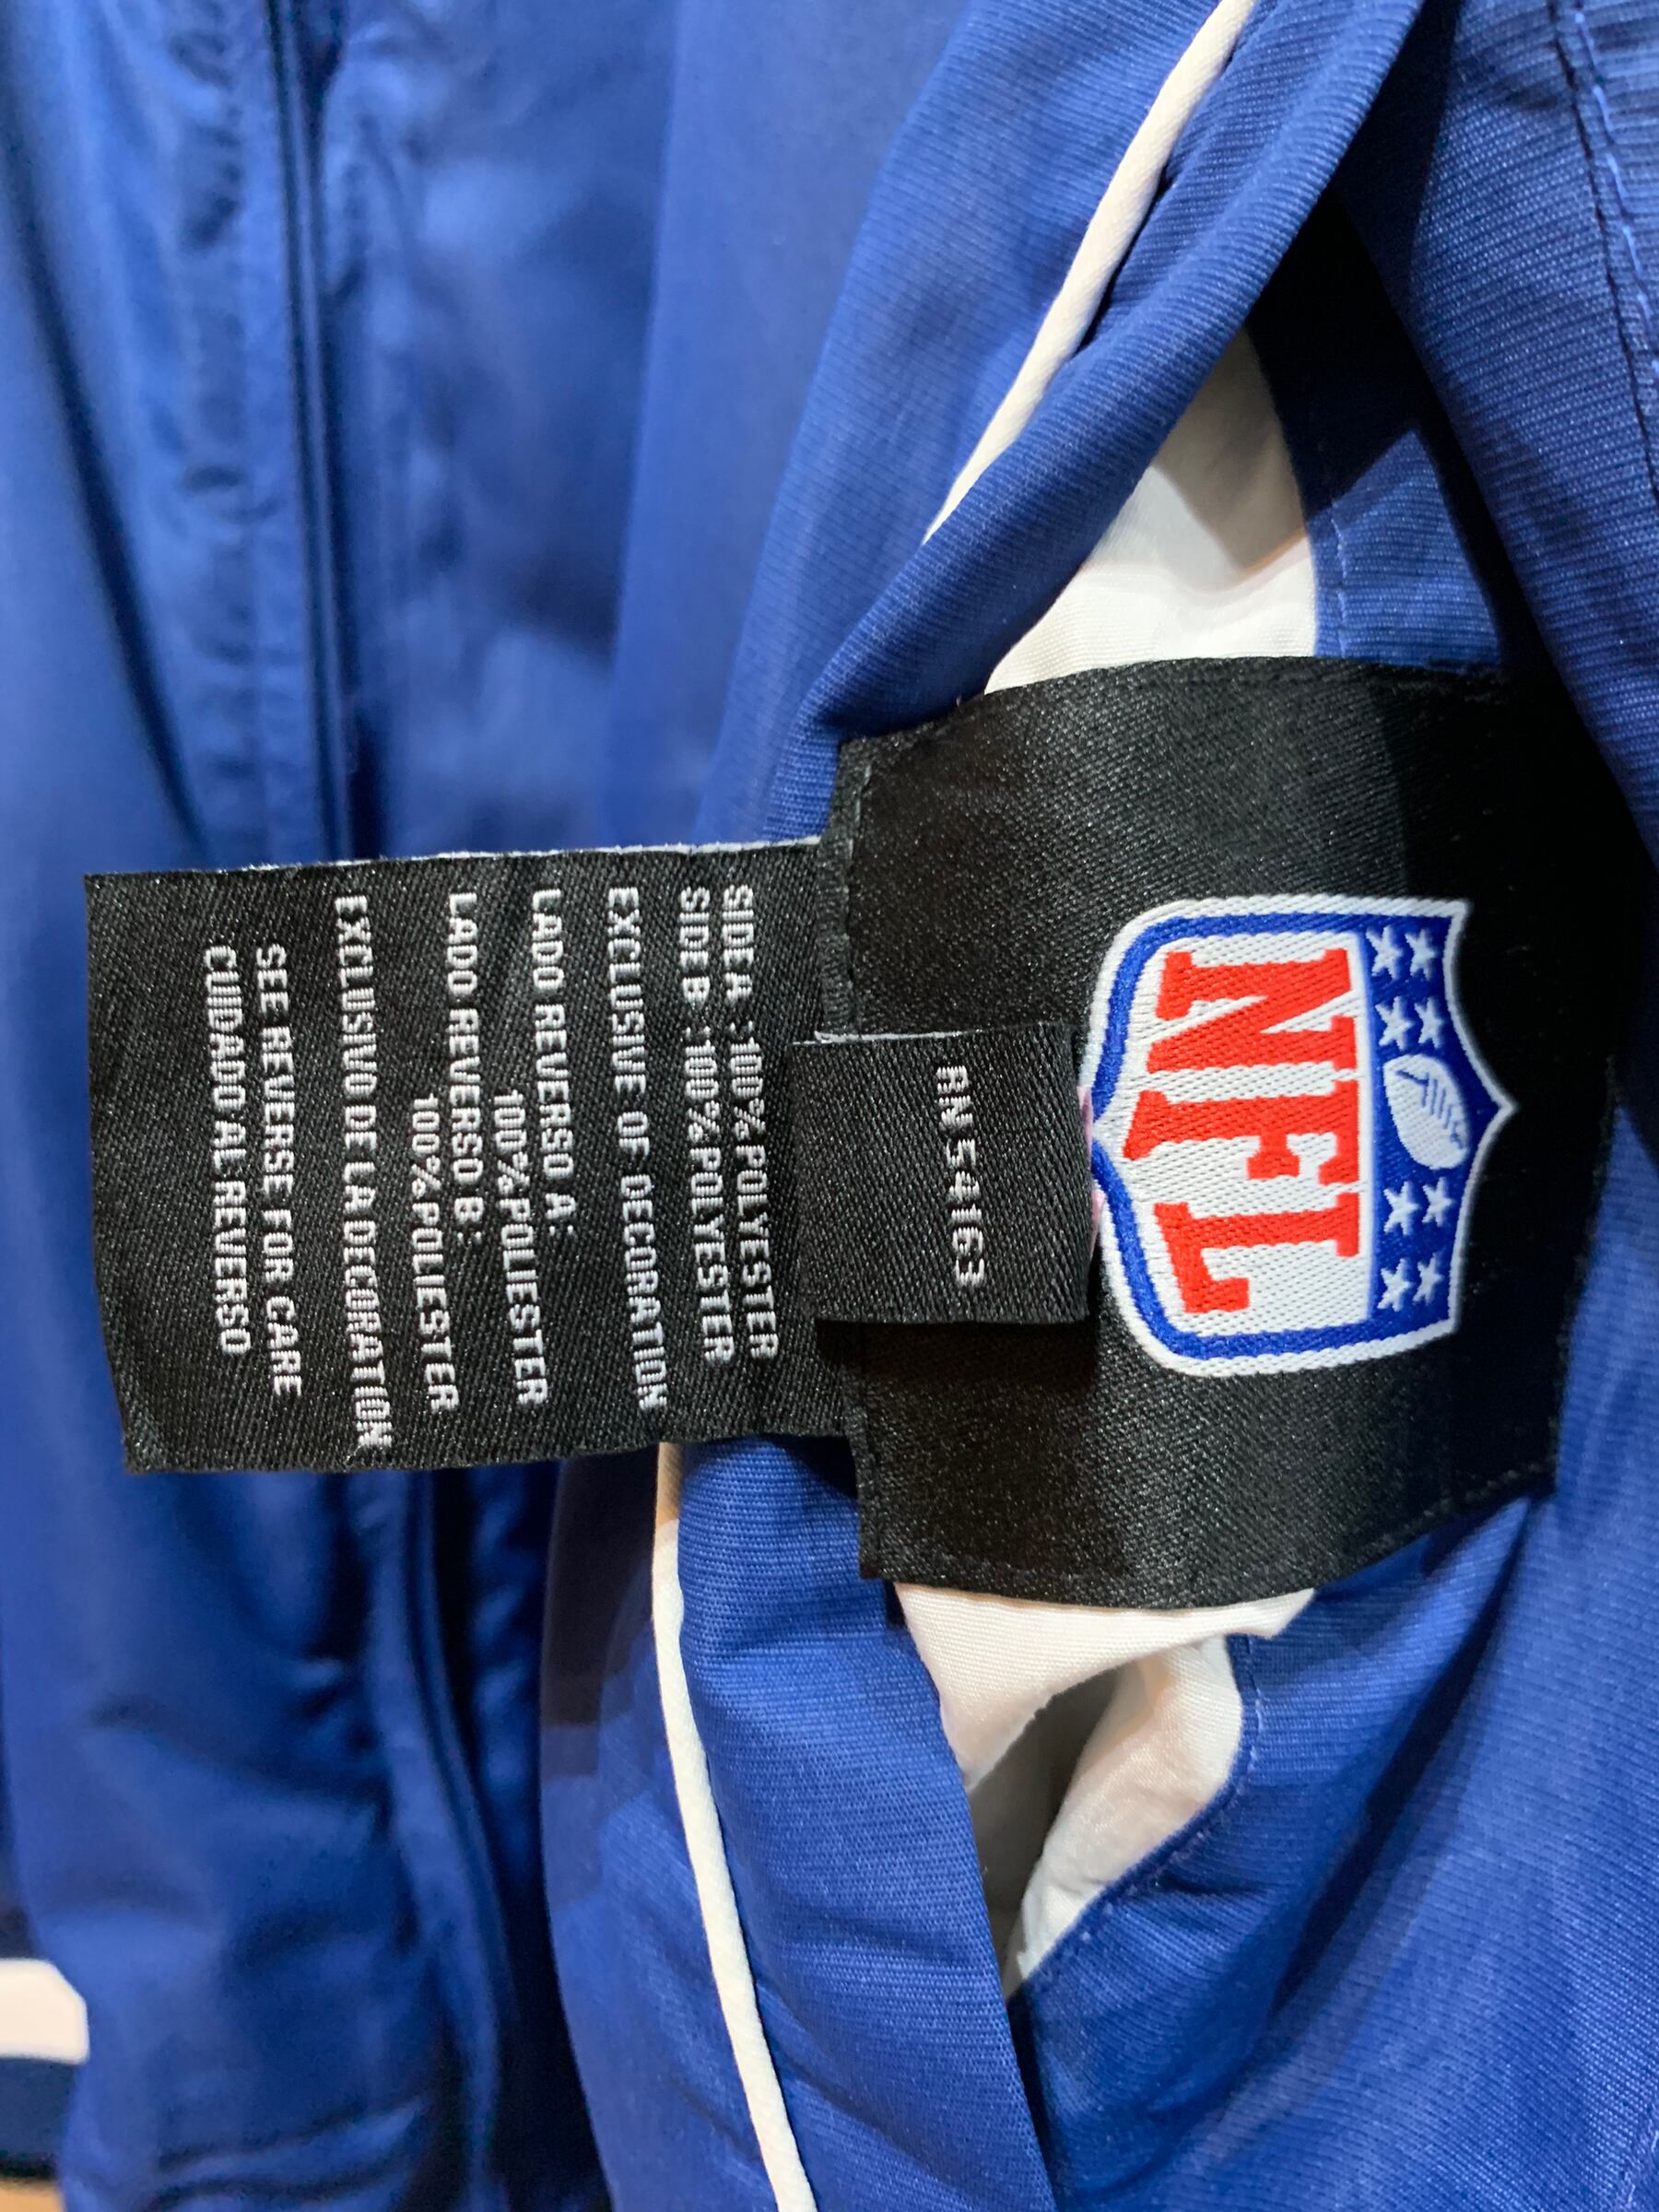 NFL
RN 54163
SIDE A :100% POLYESTER
SIDE B :100% POLYESTER
EXCLUSIVE OF DECORATION
LADO REVERSO A:
100% POLIESTER
LADO REVERSO B:
100% POLIESTER
EXCLUSIVO DE LA DECORATION
SEE REVERSE FOR CARE
CUIDADO AL REVERSO